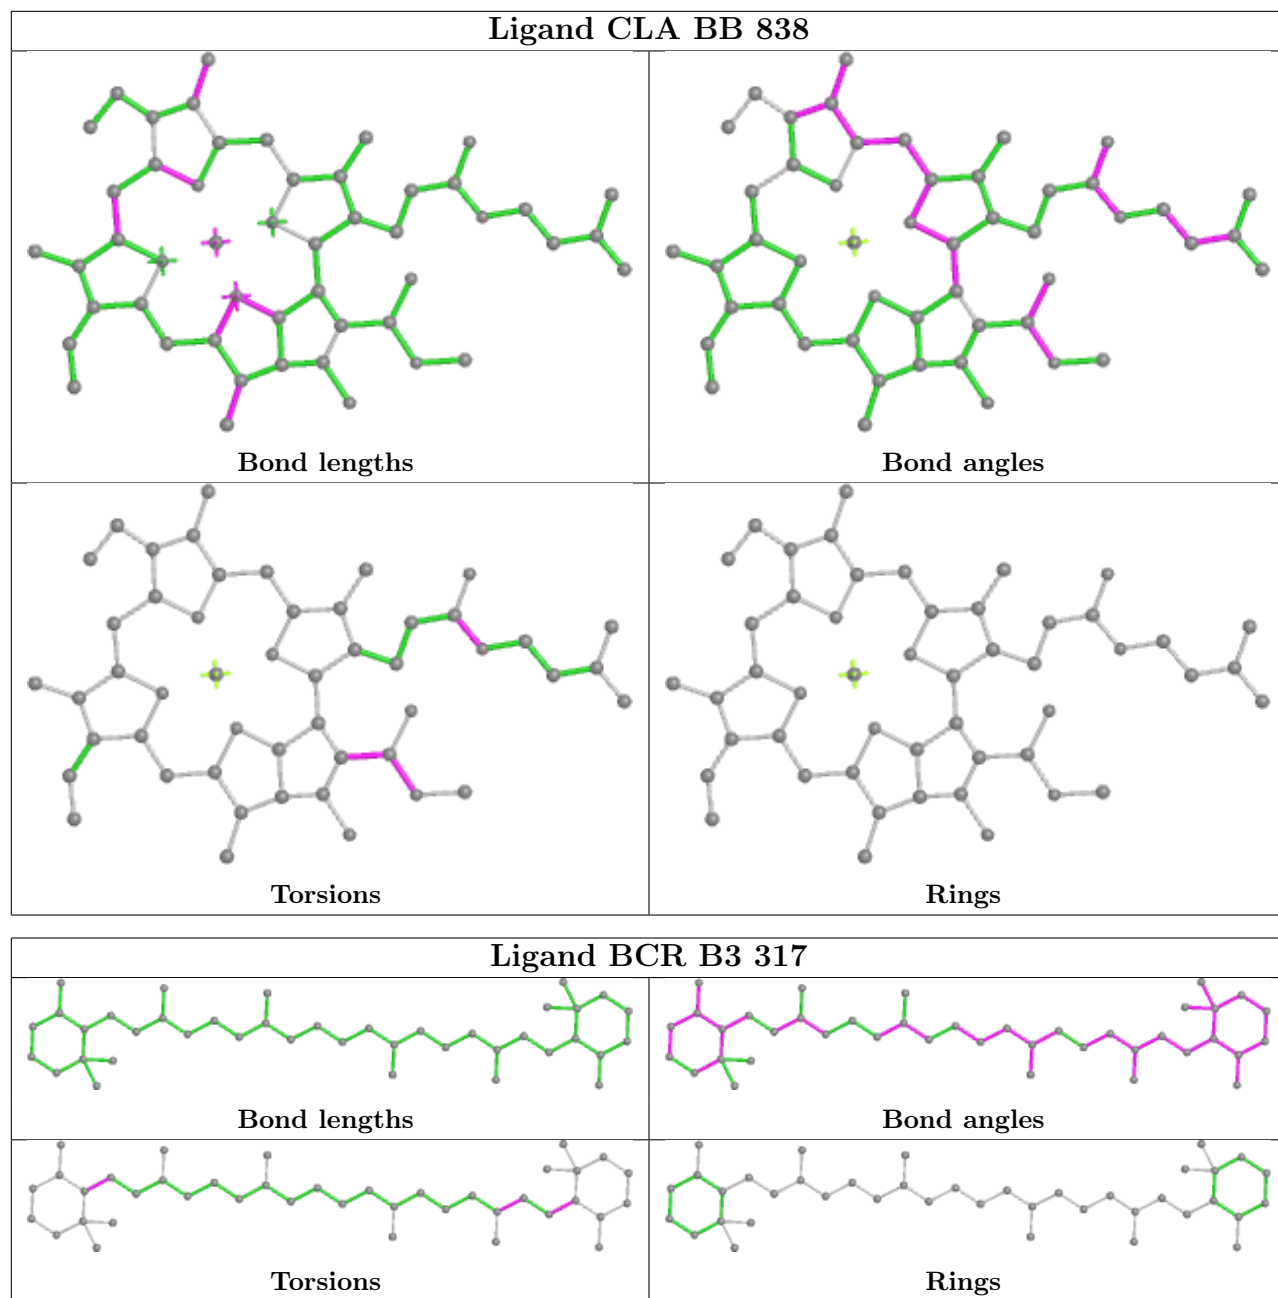 Ligand CLA BB 838
Bond lengths
Bond angles
Torsions
Rings
Ligand BCR B3 317
Bond lengths
Bond angles
Torsions
Rings